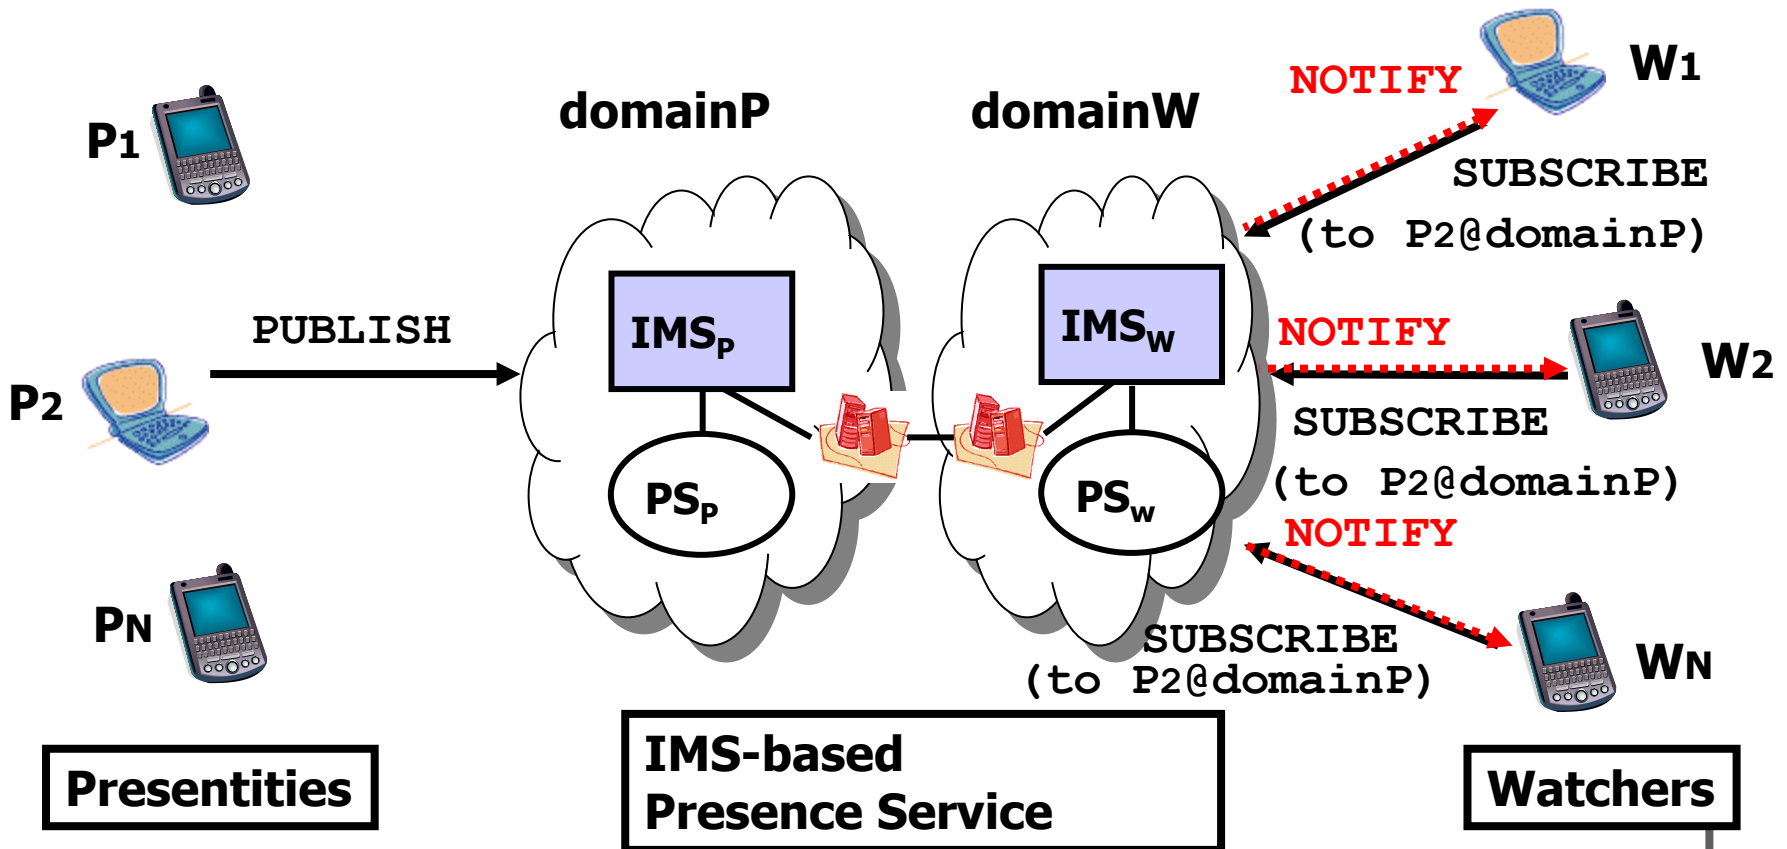 W1
NOTIFY
domainP
domainW
P1
SUBSCRIBE
(to P2@domainP)
IMSP
IMSW
PUBLISH
NOTIFY
W2
P2
SUBSCRIBE
(to P2@domainP)
PSP
PSw
NOTIFY
PN
SUBSCRIBE
(to P2@domainP)
WN
Presentities
IMS-based
Presence Service
Watchers